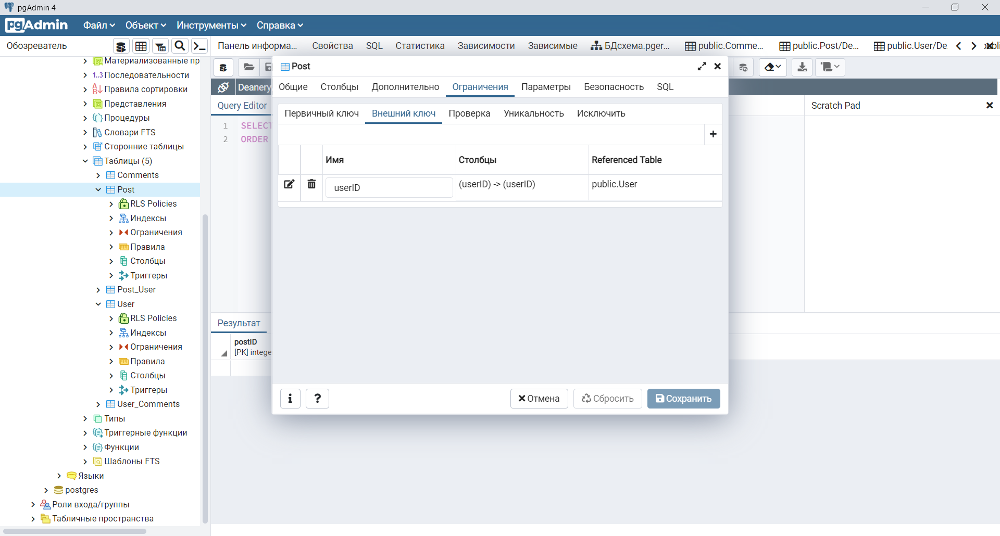 pgAdmin 4
pgAdmin
Файл
Объект
Инструменты
Справка
Обозреватель
Панель информа...
Свойства
SQL
Статистика
Зависимости
Зависимые
БДсхема.pger...
public.Comme...
public.Post/De...
public.User/De
Материализованные пр
1..3 Последовательности
Правила сортировки
Представления
Процедуры
Словари FTS
Сторонние таблицы
Таблицы (5)
Comments
Post
RLS Policies
Индексы
Ограничения
Правила
Столбцы
Триггеры
Post_User
User
RLS Policies
Индексы
Ограничения
Правила
Столбцы
Триггеры
User_Comments
Типы
Триггерные функции
Функции
Шаблоны FTS
Языки
postgres
Роли входа/группы
Табличные пространства
Deanery
Query Editor
1 SELECT
2 ORDER
Scratch Pad
Результат
postID
[PK] intege
Post
Общие
Столбцы
Дополнительно
Ограничения
Параметры
Безопасность
SQL
Первичный ключ
Внешний ключ
Проверка
Уникальность
Исключить
Имя
Столбцы
Referenced Table
userID
(userID) -> (userID)
public.User
Отмена
Сбросить
Сохранить